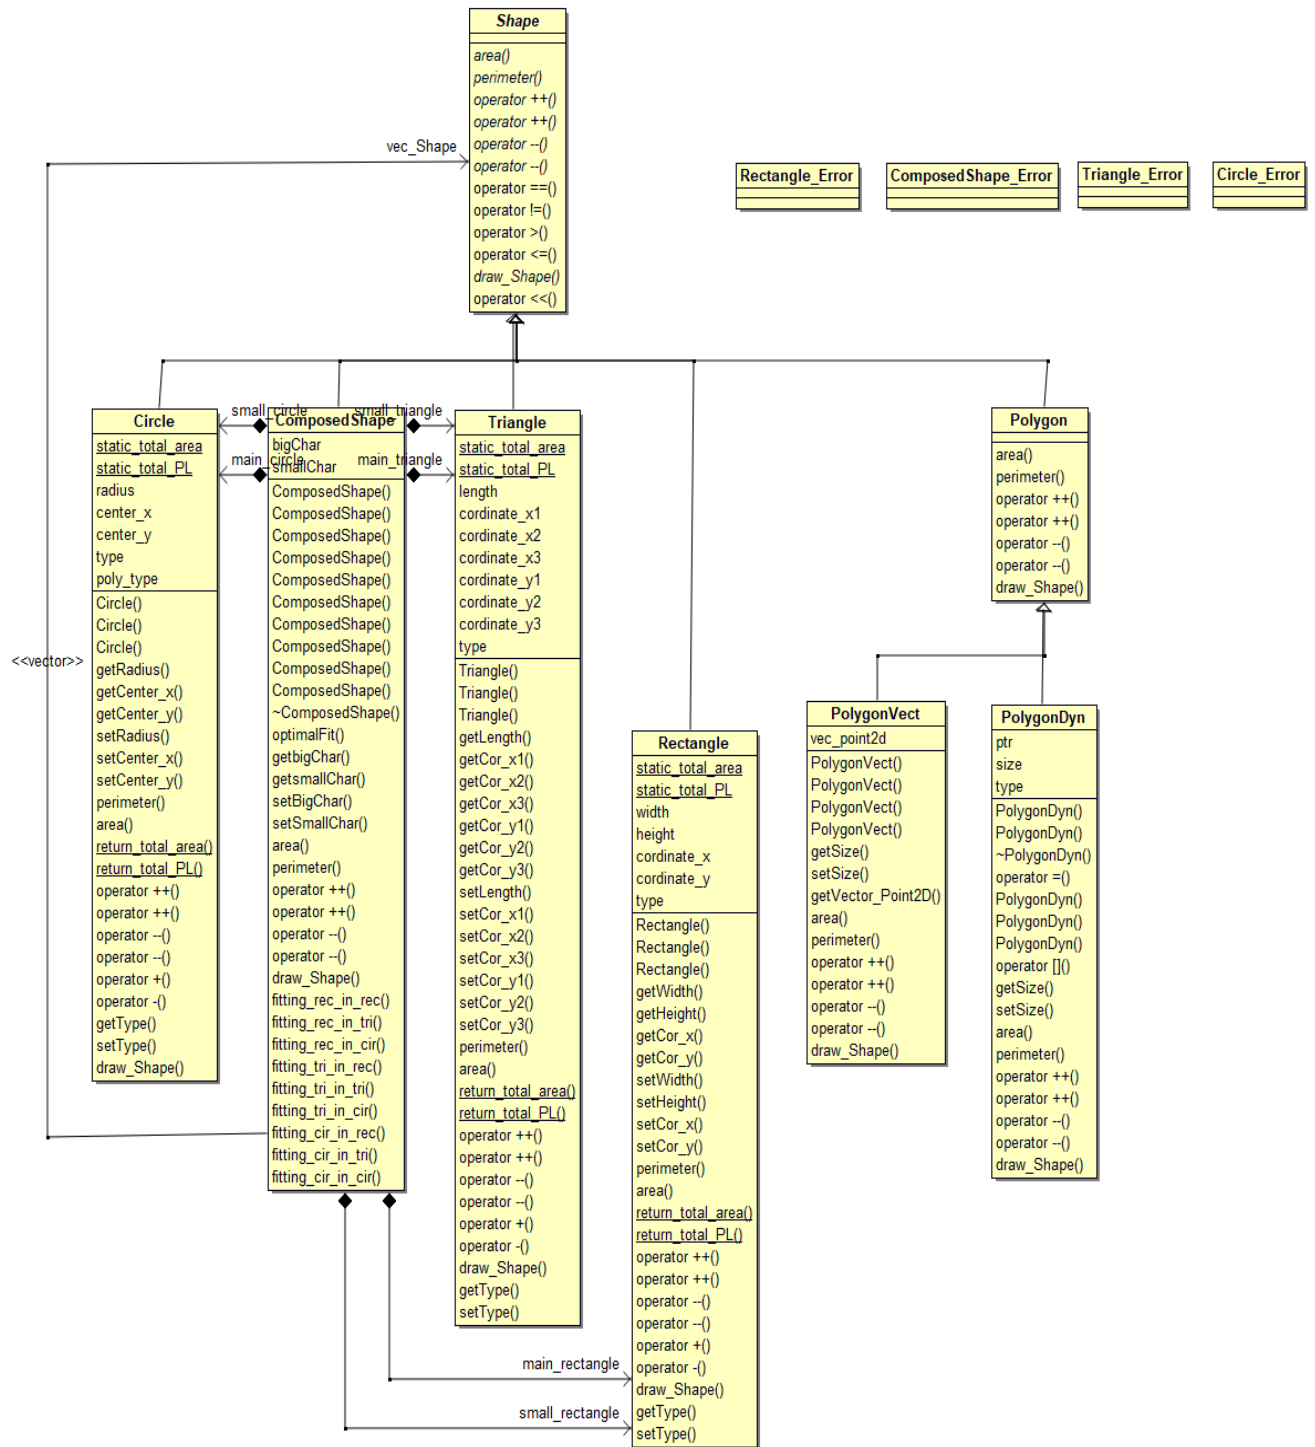 Shape
area()
perimeter()
operator ++()
operator ++()
operator --()
operator --()
operator ==()
operator !=()
operator >()
operator <=()
draw_Shape()
operator <<()
vec_Shape
Rectangle_Error
ComposedShape_Error
Triangle_Error
Circle_Error
<<vector>>
Circle
static_total_area
static_total_PL
radius
center_x
center_y
type
poly_type
Circle()
Circle()
Circle()
getRadius()
getCenter_x()
getCenter_y()
setRadius()
setCenter_x()
setCenter_y()
perimeter()
area()
return_total_area()
return_total_PL()
operator ++()
operator ++()
operator --()
operator --()
operator +()
operator -()
getType()
setType()
draw_Shape()
small_circle
main_circle
small_triangle
main_triangle
ComposedShape
bigChar
smallChar
ComposedShape()
ComposedShape()
ComposedShape()
ComposedShape()
ComposedShape()
ComposedShape()
ComposedShape()
ComposedShape()
ComposedShape()
ComposedShape()
~ComposedShape()
optimalFit()
getbigChar()
getsmallChar()
setBigChar()
setSmallChar()
area()
perimeter()
operator ++()
operator ++()
operator --()
operator --()
draw_Shape()
fitting_rec_in_rec()
fitting_rec_in_tri()
fitting_rec_in_cir()
fitting_tri_in_rec()
fitting_tri_in_tri()
fitting_tri_in_cir()
fitting_cir_in_rec()
fitting_cir_in_tri()
fitting_cir_in_cir()
Triangle
static_total_area
static_total_PL
length
cordinate_x1
cordinate_x2
cordinate_x3
cordinate_y1
cordinate_y2
cordinate_y3
type
Triangle()
Triangle()
Triangle()
getLength()
getCor_x1()
getCor_x2()
getCor_x3()
getCor_y1()
getCor_y2()
getCor_y3()
setLength()
setCor_x1()
setCor_x2()
setCor_x3()
setCor_y1()
setCor_y2()
setCor_y3()
perimeter()
area()
return_total_area()
return_total_PL()
operator ++()
operator ++()
operator --()
operator --()
operator +()
operator -()
draw_Shape()
getType()
setType()
main_rectangle
small_rectangle
Rectangle
static_total_area
static_total_PL
width
height
cordinate_x
cordinate_y
type
Rectangle()
Rectangle()
Rectangle()
getWidth()
getHeight()
getCor_x()
getCor_y()
setWidth()
setHeight()
setCor_x()
setCor_y()
perimeter()
area()
return_total_area()
return_total_PL()
operator ++()
operator ++()
operator --()
operator --()
operator +()
operator -()
draw_Shape()
getType()
setType()
Polygon
area()
perimeter()
operator ++()
operator ++()
operator --()
operator --()
draw_Shape()
PolygonVect
vec_point2d
PolygonVect()
PolygonVect()
PolygonVect()
PolygonVect()
getSize()
setSize()
getVector_Point2D()
area()
perimeter()
operator ++()
operator ++()
operator --()
operator --()
draw_Shape()
PolygonDyn
ptr
size
type
PolygonDyn()
PolygonDyn()
~PolygonDyn()
operator =()
PolygonDyn()
PolygonDyn()
PolygonDyn()
operator []()
getSize()
setSize()
area()
perimeter()
operator ++()
operator ++()
operator --()
operator --()
draw_Shape()